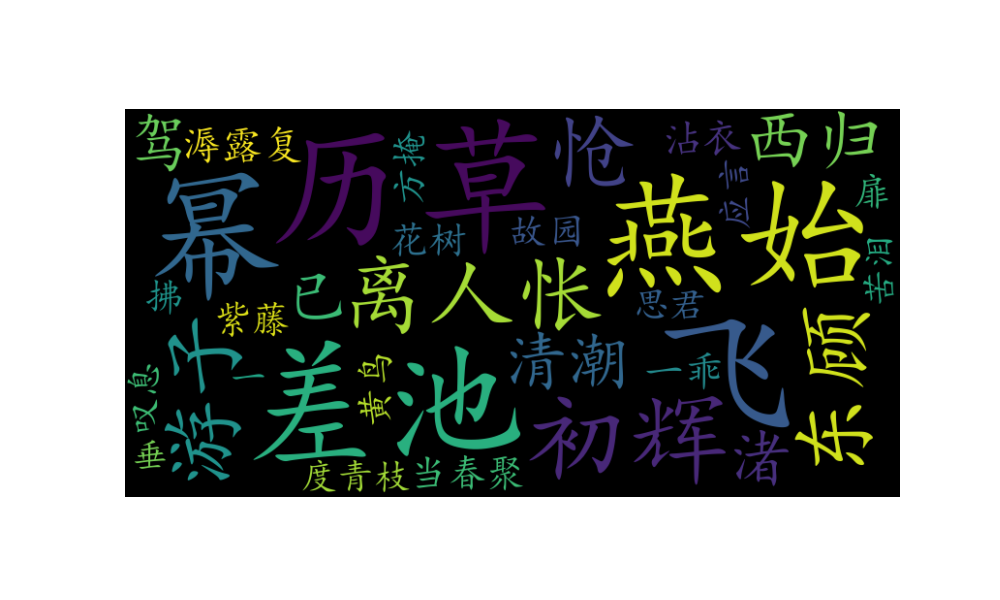 驾
溽露复
历
万掩
草
怆
沾衣
西归
幂
花树
故园
燕
应言
始
扉
拂
紫藤
已
离人
怅
思君
苦泪
游子
一
差池
黄鸟
清潮
一乖
飞
东顾
垂叹息
度青枝
当春聚
初辉
渚